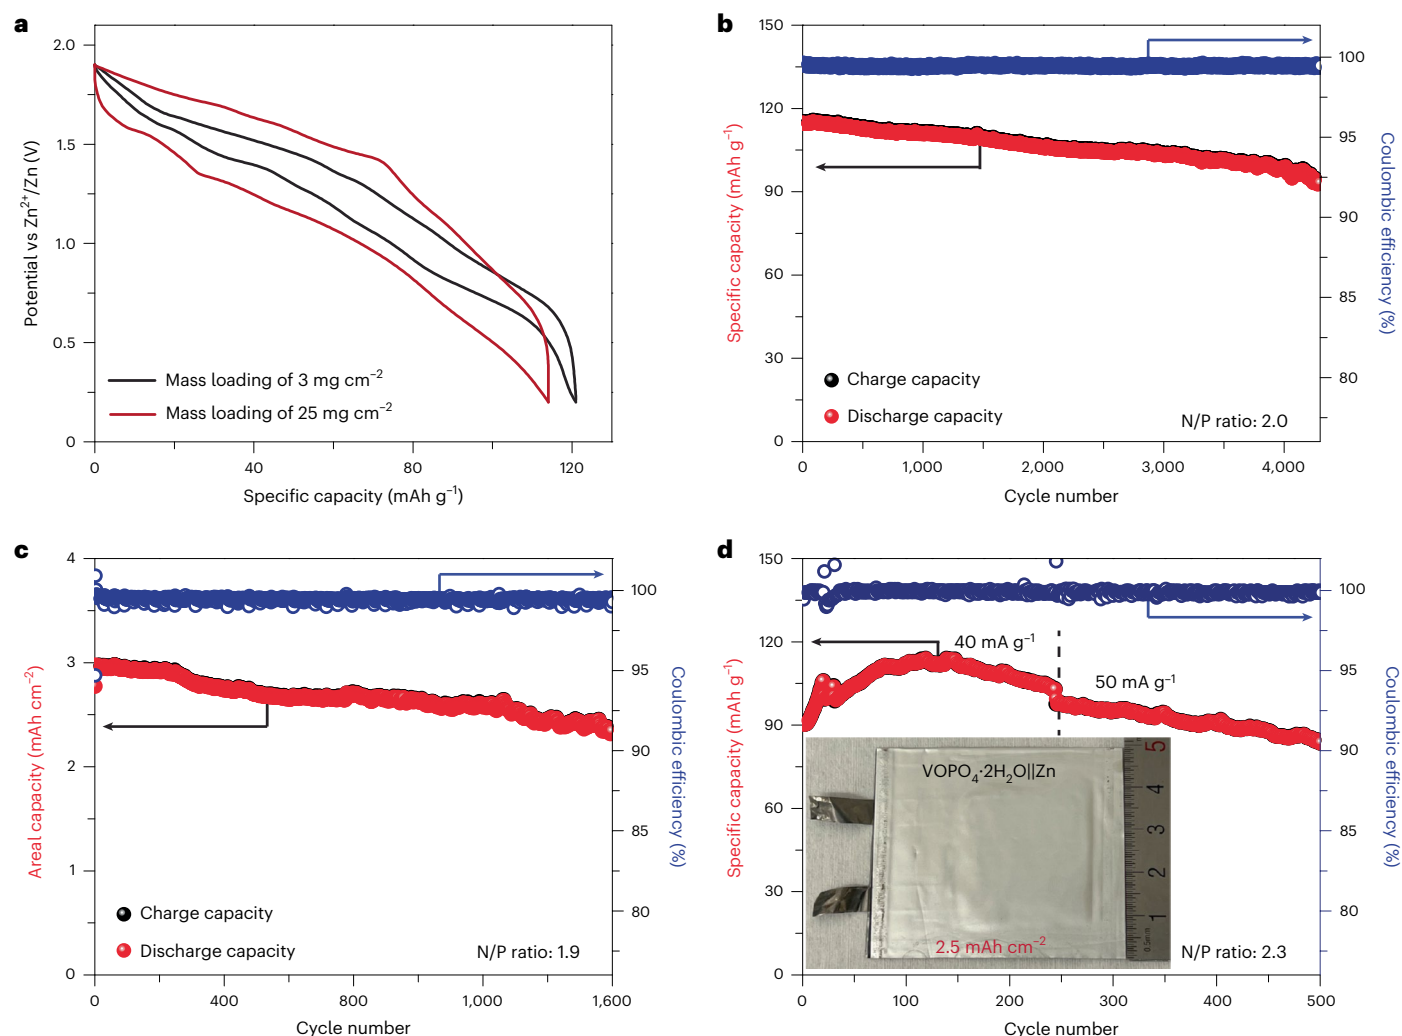 a
2.0
1.5
1.0
0.5
0
Potential vs Zn²⁺/Zn (V)
Mass loading of 3 mg cm⁻²
Mass loading of 25 mg cm⁻²
0 40 80 120
Specific capacity (mAh g⁻¹)
b
150
120
90
60
30
0
Specific capacity (mAh g⁻¹)
100
95
90
85
80
Coulombic efficiency (%)
Charge capacity
Discharge capacity
N/P ratio: 2.0
0 1,000 2,000 3,000 4,000
Cycle number
c
4
3
2
1
0
Areal capacity (mAh cm⁻²)
100
95
90
85
80
Coulombic efficiency (%)
Charge capacity
Discharge capacity
N/P ratio: 1.9
0 400 800 1,000 1,600
Cycle number
d
150
120
90
60
30
0
Specific capacity (mAh g⁻¹)
100
95
90
85
80
Coulombic efficiency (%)
40 mA g⁻¹
50 mA g⁻¹
VOPO₄·2H₂O||Zn
5
4
3
2
1
0.5mm
2.5 mAh cm⁻²
N/P ratio: 2.3
0 100 200 300 400 500
Cycle number